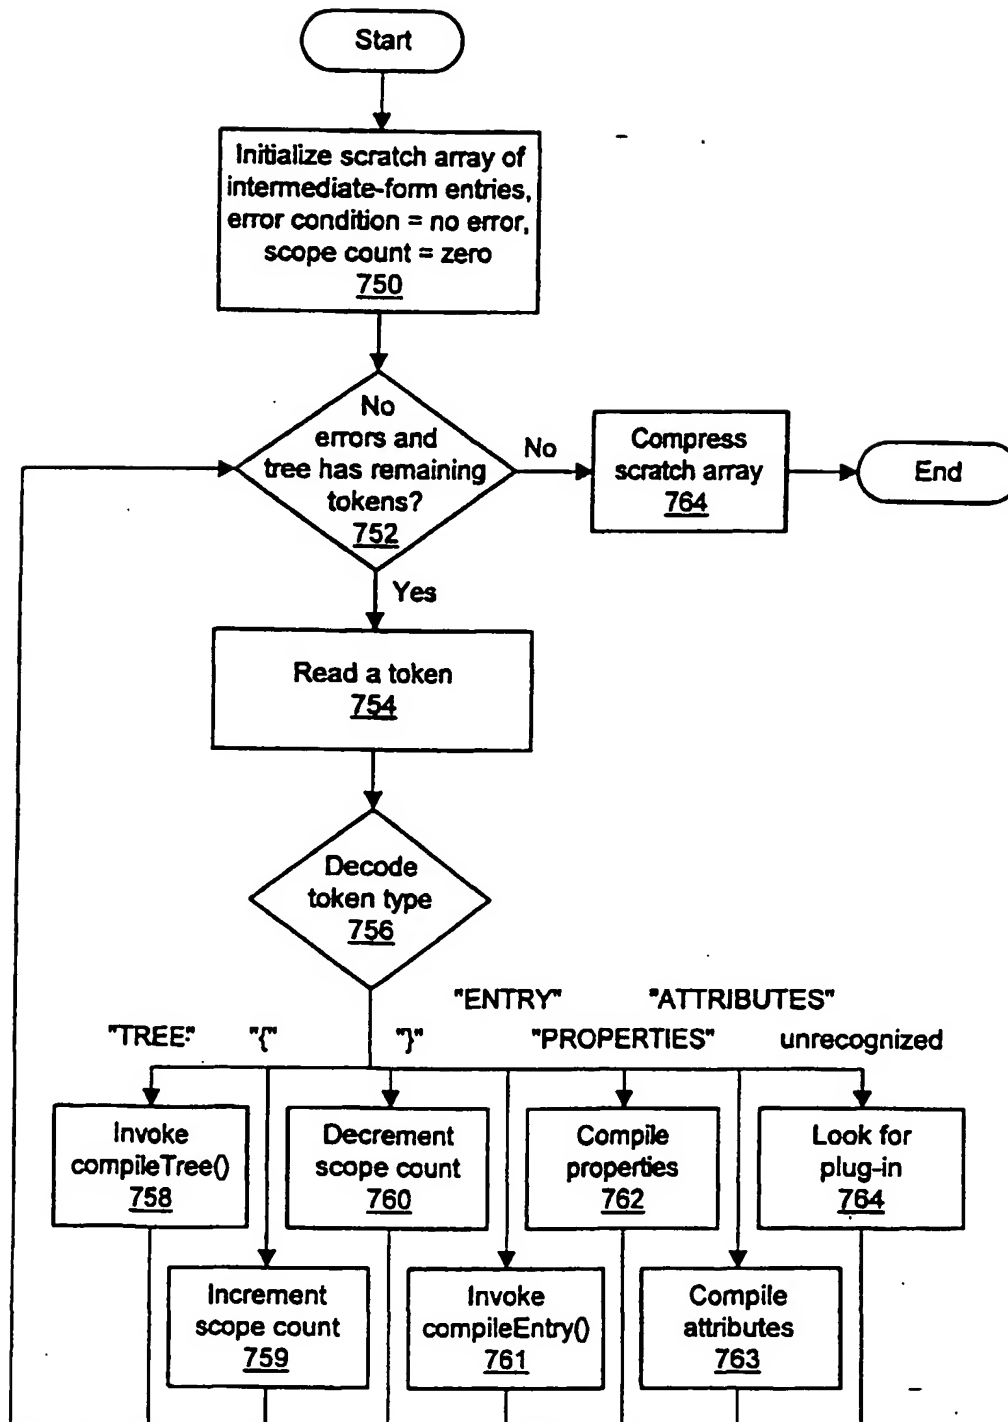 Start
Initialize scratch array of
intermediate-form entries,
error condition = no error,
scope count = zero
750
No
errors and
tree has remaining
tokens?
752
No
Compress
scratch array
764
End
Yes
Read a token
754
Decode
token type
756
"ENTRY"
"ATTRIBUTES"
"TREE"
"{"
"}"
"PROPERTIES"
unrecognized
Invoke
compileTree()
758
Decrement
scope count
760
Compile
properties
762
Look for
plug-in
764
Increment
scope count
759
Invoke
compileEntry()
761
Compile
attributes
763